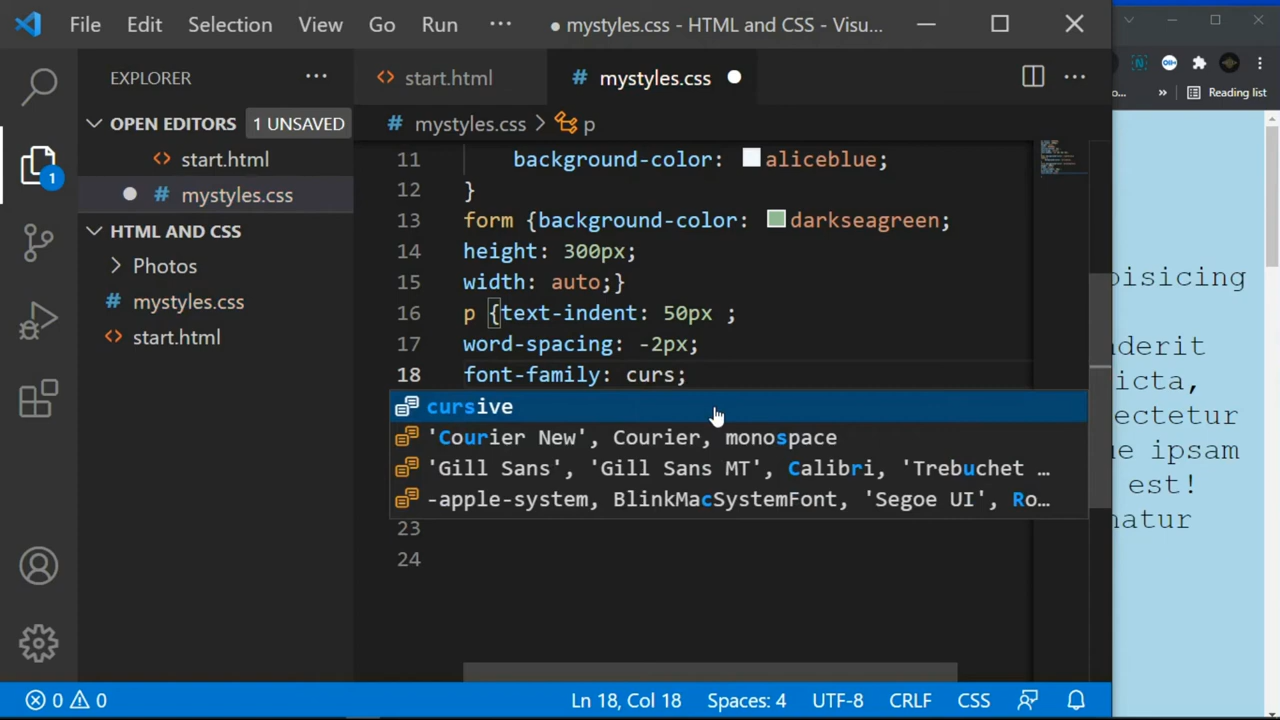 File Edit Selection View Go Run ··· ● mystyles.css - HTML and CSS - Visu...
EXPLORER ···
start.html
# mystyles.css ●
Reading list
OPEN EDITORS 1 UNSAVED
start.html
● # mystyles.css
HTML AND CSS
Photos
# mystyles.css
start.html
1
# mystyles.css > p
11 background-color: aliceblue;
12 }
13 form {background-color: darkseagreen;
14 height: 300px;
15 width: auto;}
16 p {text-indent: 50px ;
17 word-spacing: -2px;
18 font-family: curs;
cursive
'Courier New', Courier, monospace
'Gill Sans', 'Gill Sans MT', Calibri, 'Trebuchet …
-apple-system, BlinkMacSystemFont, 'Segoe UI', Ro…
23
24
oisicing
nderit
icta,
ectetur
ue ipsam
est!
natur
0 0 Ln 18, Col 18 Spaces: 4 UTF-8 CRLF CSS